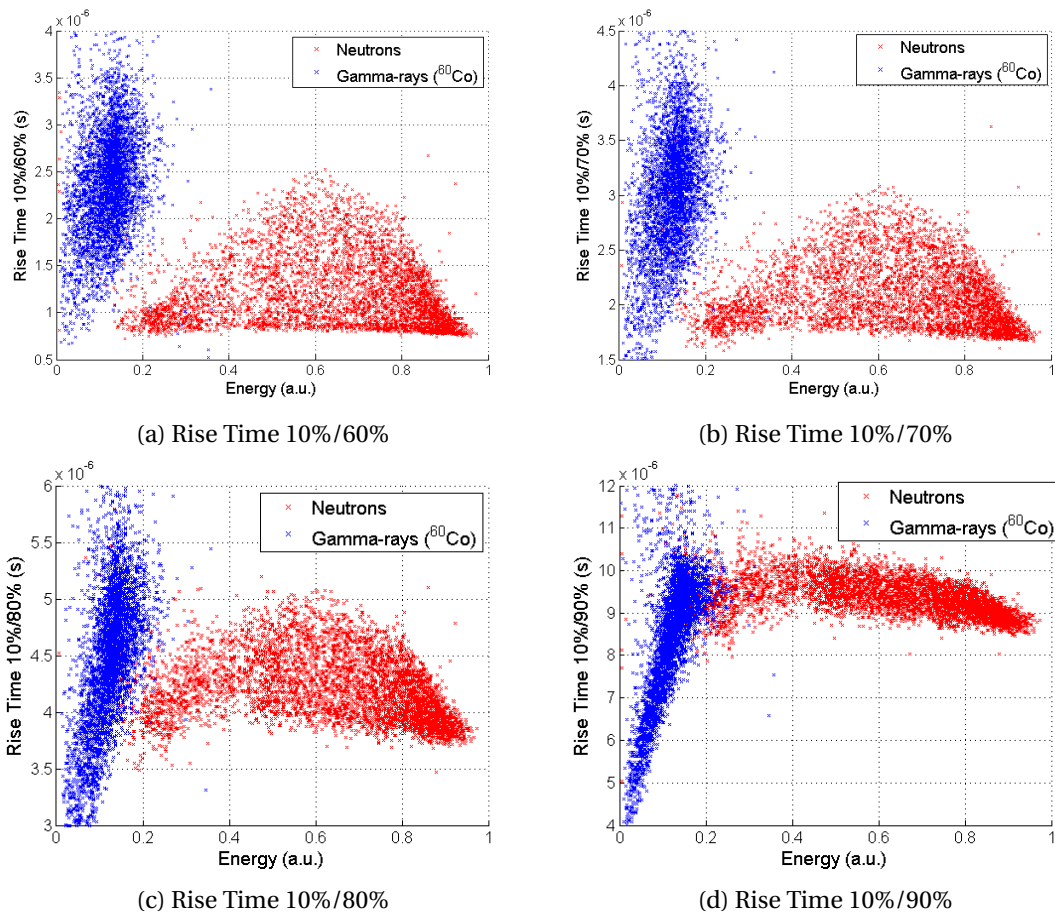 x 10⁻⁶
4
3.5
3
2.5
2
1.5
1
0.5
0 0.2 0.4 0.6 0.8 1
Rise Time 10%/60% (s)
Energy (a.u.)
Neutrons
Gamma-rays (⁶⁰Co)
(a) Rise Time 10%/60%
x 10⁻⁶
4.5
4
3.5
3
2.5
2
1.5
0 0.2 0.4 0.6 0.8 1
Rise Time 10%/70% (s)
Energy (a.u.)
Neutrons
Gamma-rays (⁶⁰Co)
(b) Rise Time 10%/70%
x 10⁻⁶
6
5.5
5
4.5
4
3.5
3
0 0.2 0.4 0.6 0.8 1
Rise Time 10%/80% (s)
Energy (a.u.)
Neutrons
Gamma-rays (⁶⁰Co)
(c) Rise Time 10%/80%
x 10⁻⁶
12
11
10
9
8
7
6
5
4
0 0.2 0.4 0.6 0.8 1
Rise Time 10%/90% (s)
Energy (a.u.)
Neutrons
Gamma-rays (⁶⁰Co)
(d) Rise Time 10%/90%